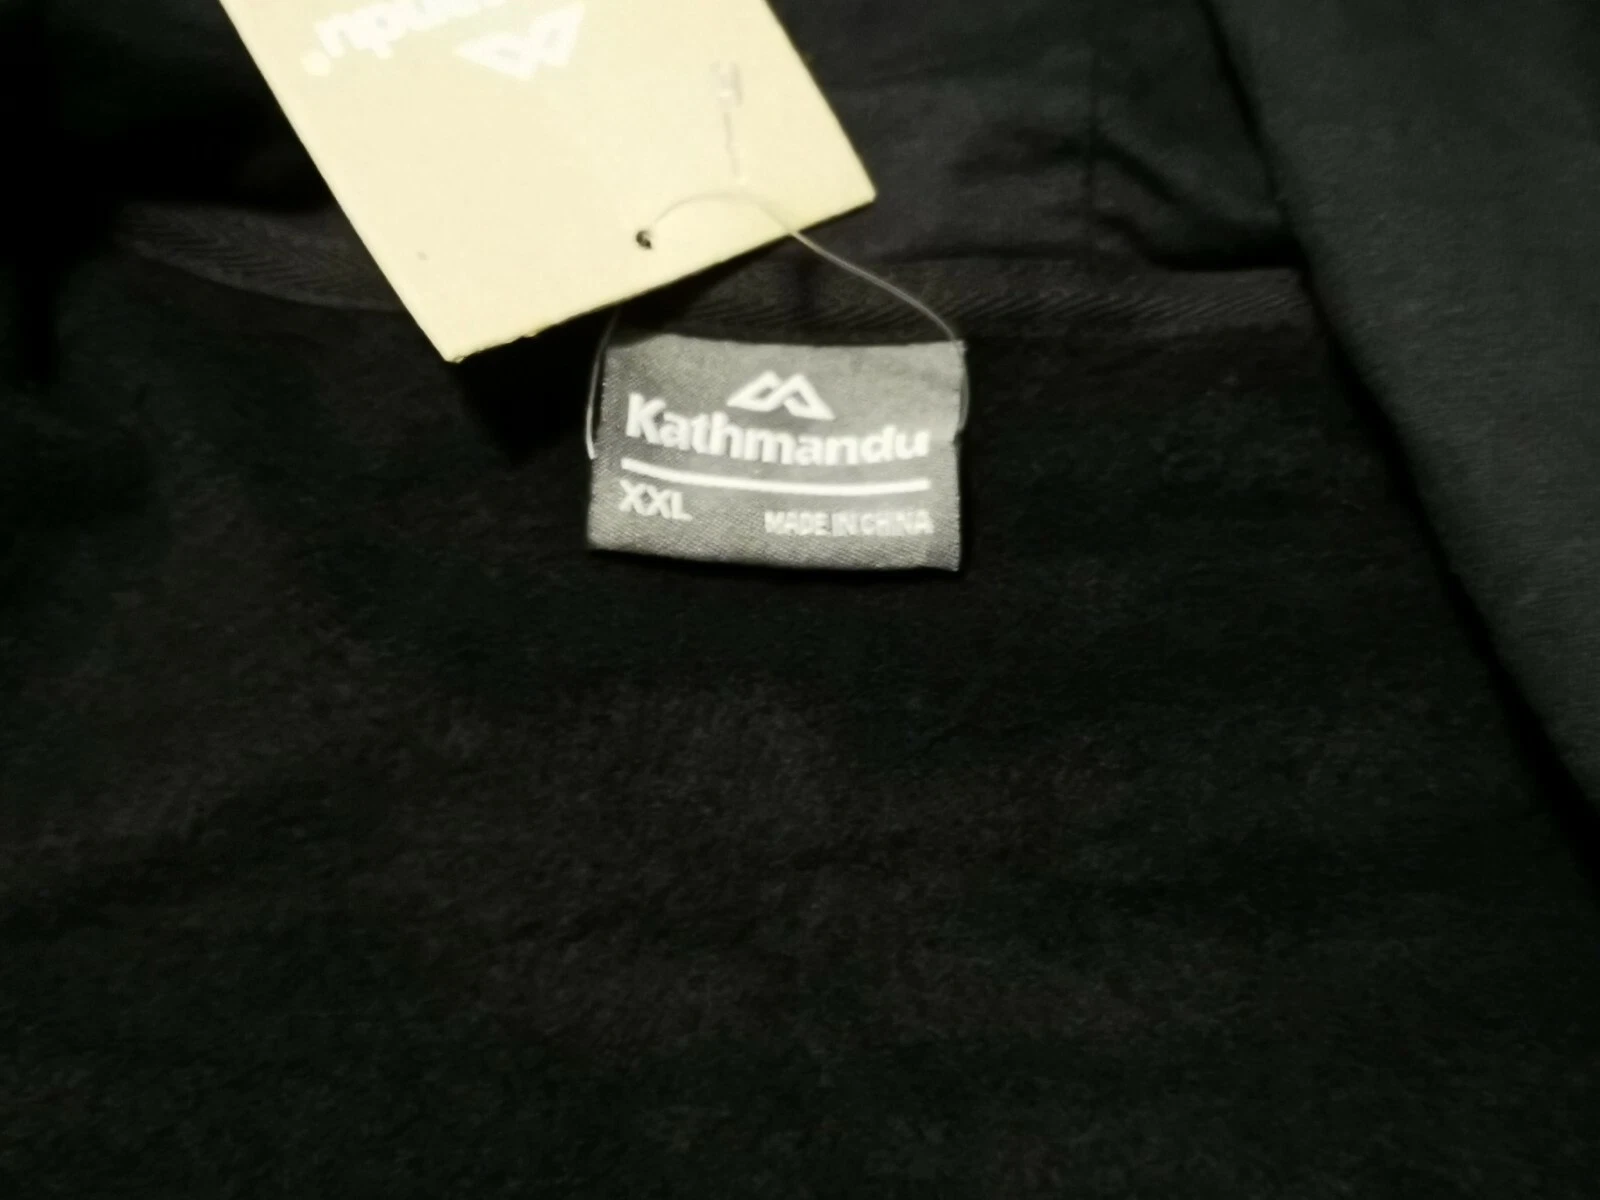 Kathmandu
XXL MADE IN CHINA